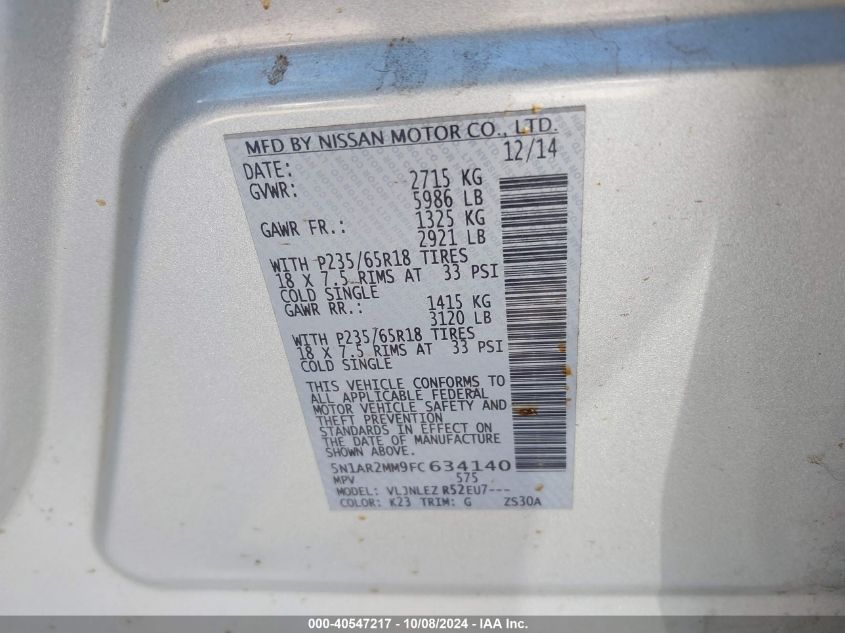 MFD BY NISSAN MOTOR CO., LTD.
DATE: 12/14
GVWR: 2715 KG
5986 LB
GAWR FR.: 1325 KG
2921 LB
WITH P235/65R18 TIRES
18 X 7.5 RIMS AT 33 PSI
COLD SINGLE
GAWR RR.: 1415 KG
3120 LB
WITH P235/65R18 TIRES
18 X 7.5 RIMS AT 33 PSI
COLD SINGLE
THIS VEHICLE CONFORMS TO
ALL APPLICABLE FEDERAL
MOTOR VEHICLE SAFETY AND
THEFT PREVENTION
STANDARDS IN EFFECT ON
THE DATE OF MANUFACTURE
SHOWN ABOVE.
5N1AR2MM9FC634140
MPV 575
MODEL: VLJNLEZ R52EU7---
COLOR: K23 TRIM: G ZS30A
000-40547217 - 10/08/2024 - IAA Inc.